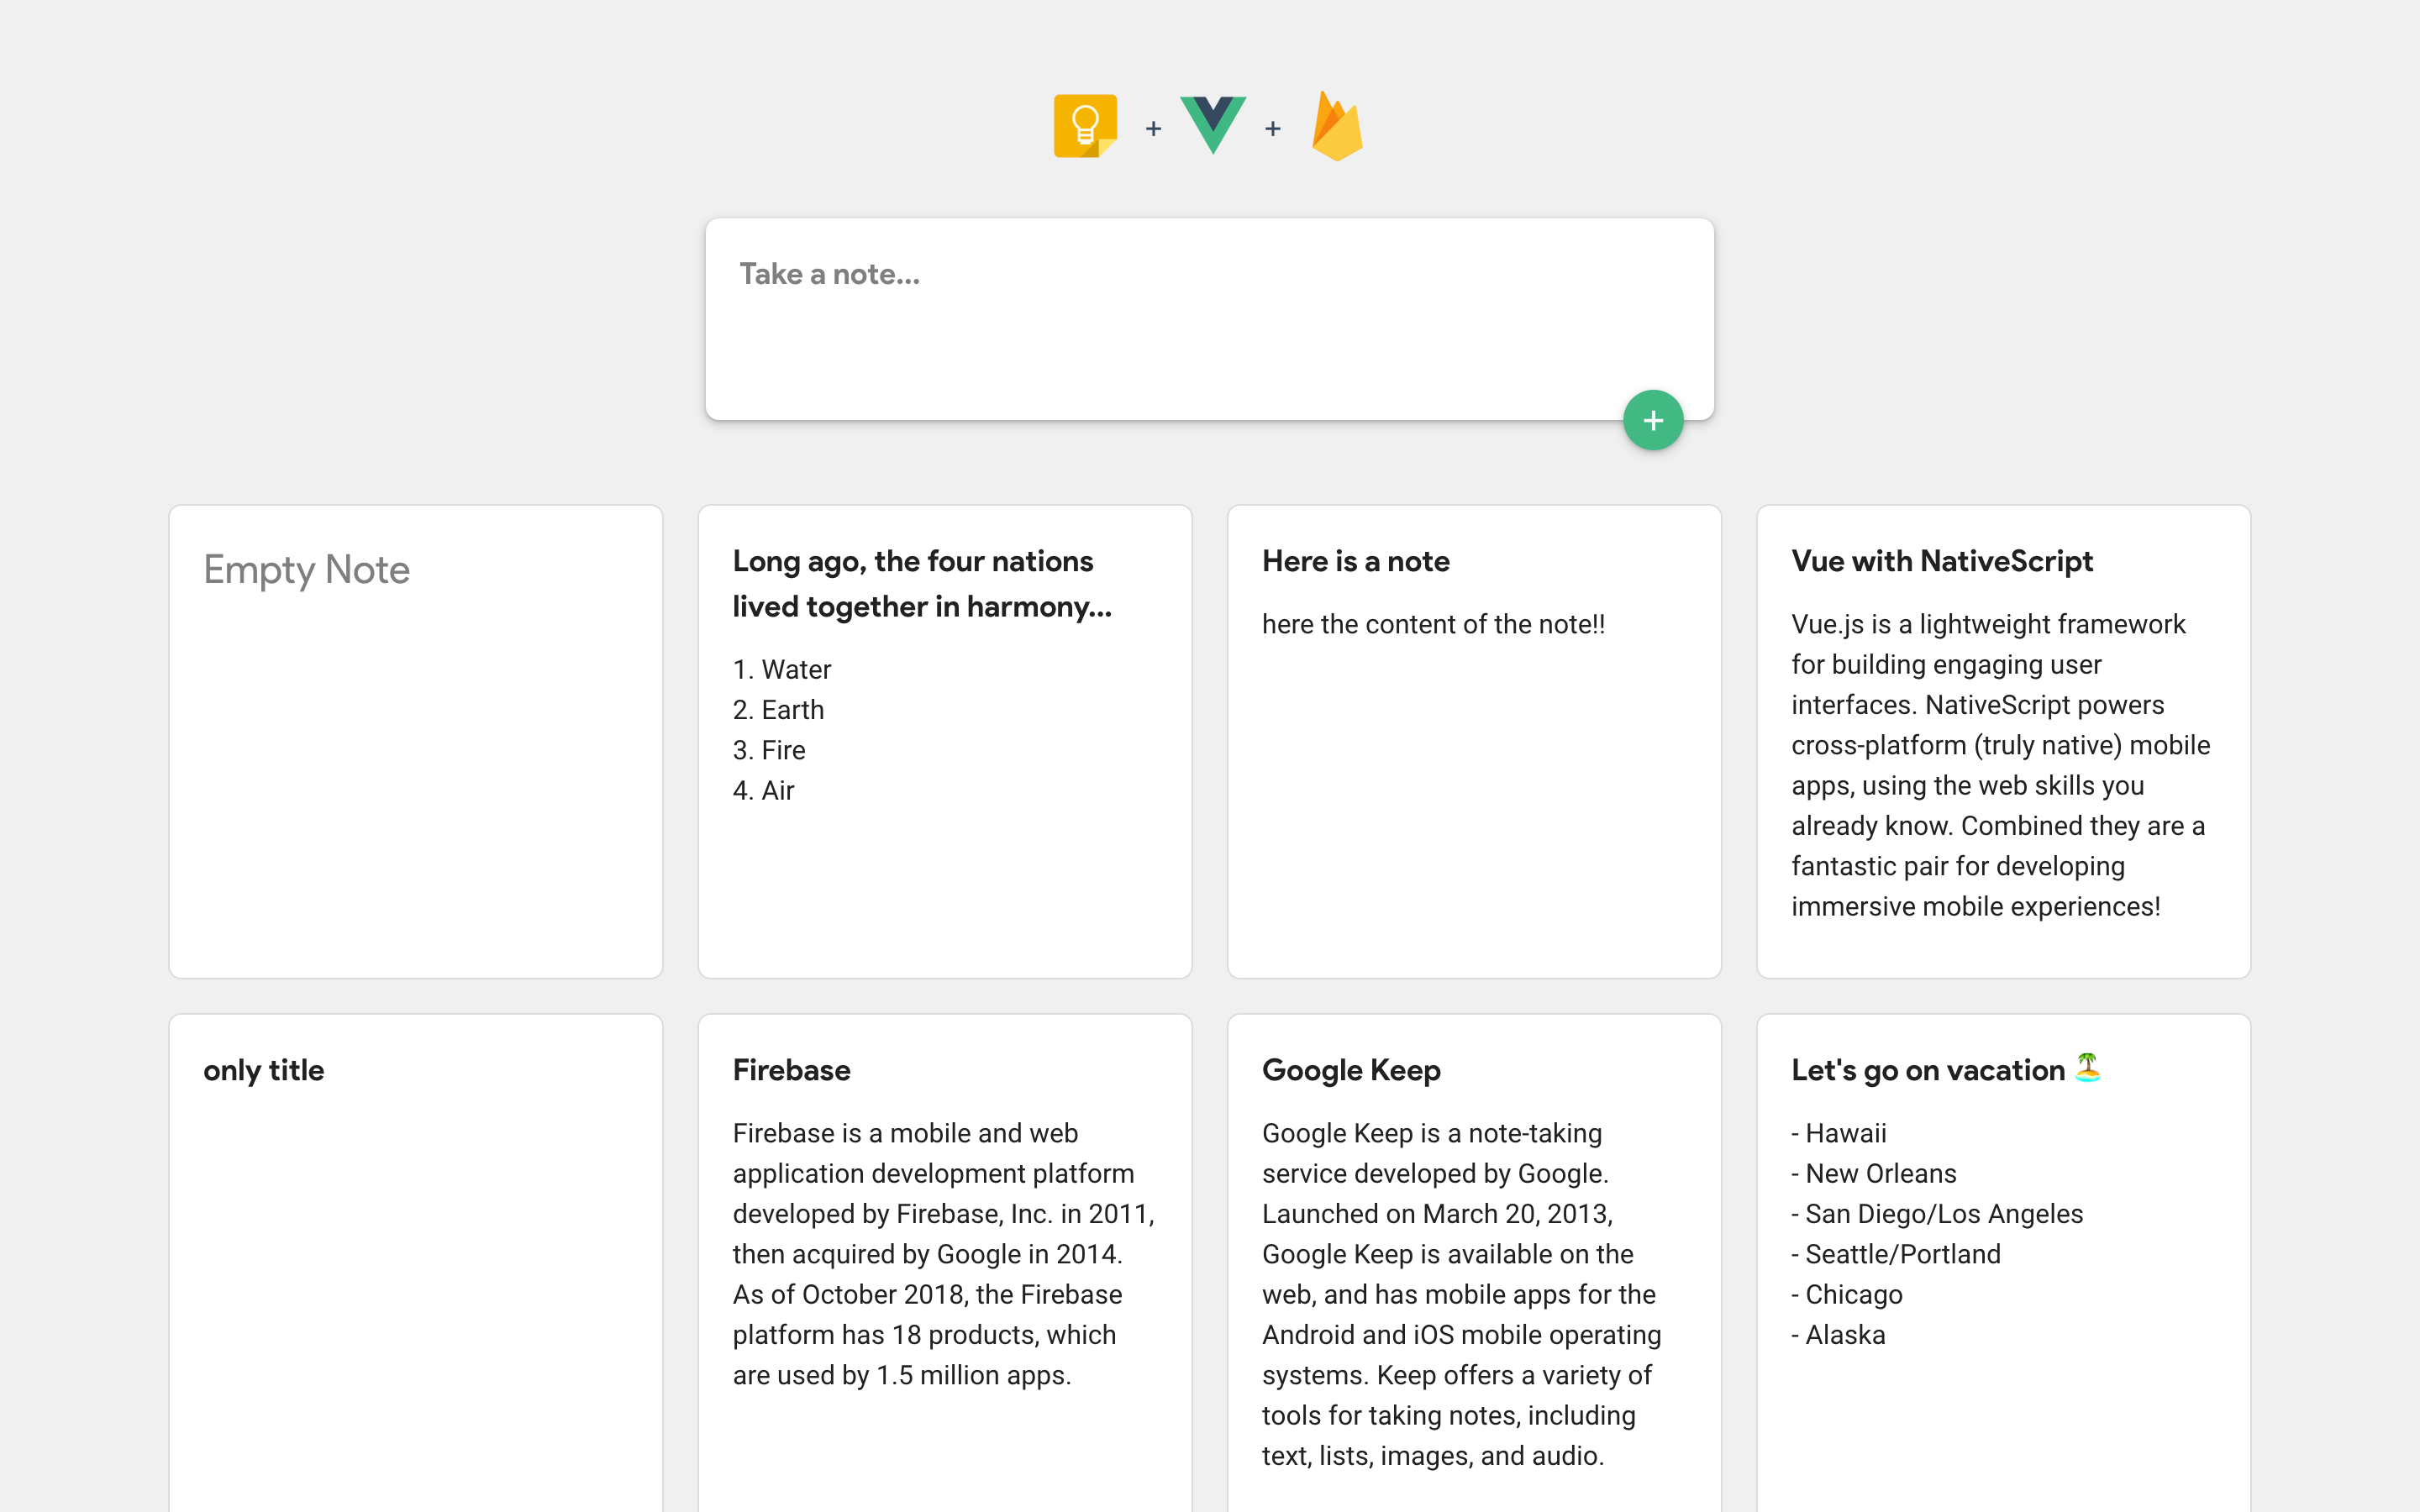 + +
Take a note...
+
Empty Note
Long ago, the four nations
lived together in harmony...
1. Water
2. Earth
3. Fire
4. Air
Here is a note
here the content of the note!!
Vue with NativeScript
Vue.js is a lightweight framework
for building engaging user
interfaces. NativeScript powers
cross-platform (truly native) mobile
apps, using the web skills you
already know. Combined they are a
fantastic pair for developing
immersive mobile experiences!
only title
Firebase
Firebase is a mobile and web
application development platform
developed by Firebase, Inc. in 2011,
then acquired by Google in 2014.
As of October 2018, the Firebase
platform has 18 products, which
are used by 1.5 million apps.
Google Keep
Google Keep is a note-taking
service developed by Google.
Launched on March 20, 2013,
Google Keep is available on the
web, and has mobile apps for the
Android and iOS mobile operating
systems. Keep offers a variety of
tools for taking notes, including
text, lists, images, and audio.
Let's go on vacation 🏝️
- Hawaii
- New Orleans
- San Diego/Los Angeles
- Seattle/Portland
- Chicago
- Alaska